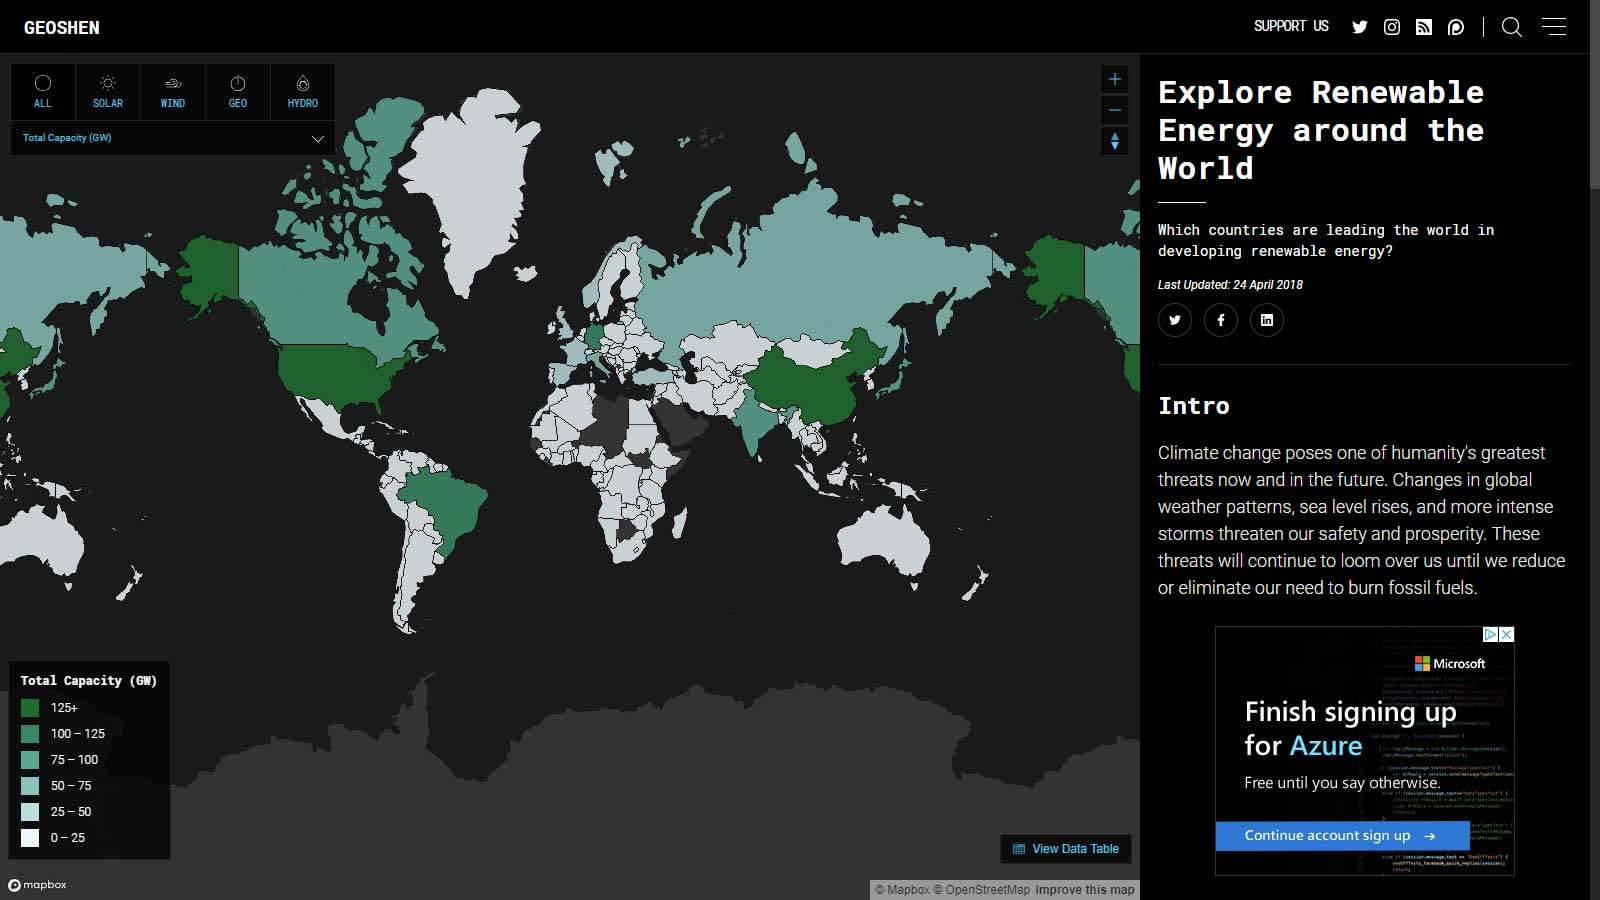 GEOSHEN
SUPPORT US
ALL
SOLAR
WIND
GEO
HYDRO
Total Capacity (GW)
Total Capacity (GW)
125+
100 – 125
75 – 100
50 – 75
25 – 50
0 – 25
mapbox
View Data Table
© Mapbox © OpenStreetMap Improve this map
Explore Renewable
Energy around the
World
Which countries are leading the world in
developing renewable energy?
Last Updated: 24 April 2018
Intro
Climate change poses one of humanity's greatest
threats now and in the future. Changes in global
weather patterns, sea level rises, and more intense
storms threaten our safety and prosperity. These
threats will continue to loom over us until we reduce
or eliminate our need to burn fossil fuels.
Microsoft
Finish signing up
for Azure
Free until you say otherwise.
Continue account sign up →